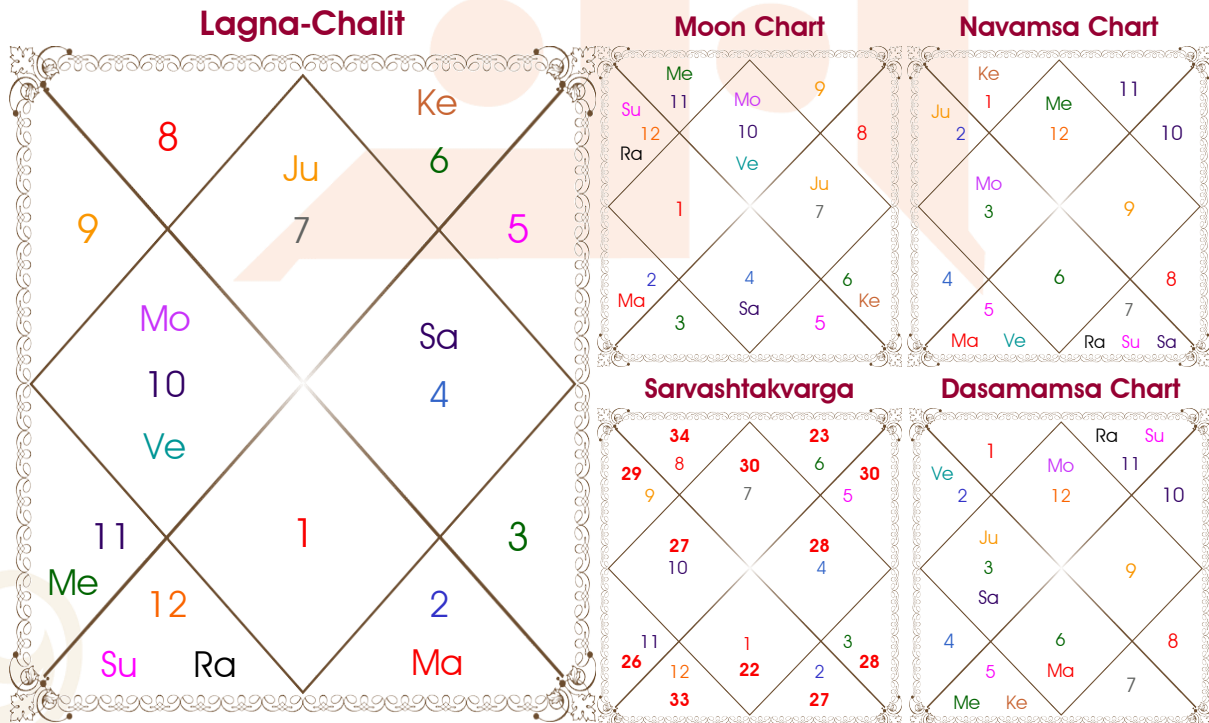 Lagna-Chalit
8
Ju
7
Ke
6
9
5
Mo
10
Ve
Sa
4
11
Me
1
3
12
Su Ra
2
Ma
Moon Chart
Me
11
Su
12
Ra
Mo
10
Ve
9
8
1
Ju
7
2
Ma
3
4
Sa
6
Ke
5
Navamsa Chart
Ke
1
Ju
2
Me
12
11
10
Mo
3
9
4
5
Ma Ve
6
8
7
Ra Su Sa
Sarvashtakvarga
34
8
29
9
30
7
23
6
30
5
27
10
28
4
11
26
12
33
1
22
3
28
2
27
Dasamamsa Chart
1
Ve
2
Mo
12
Ra Su
11
10
Ju
3
Sa
9
4
5
Me Ke
6
Ma
8
7